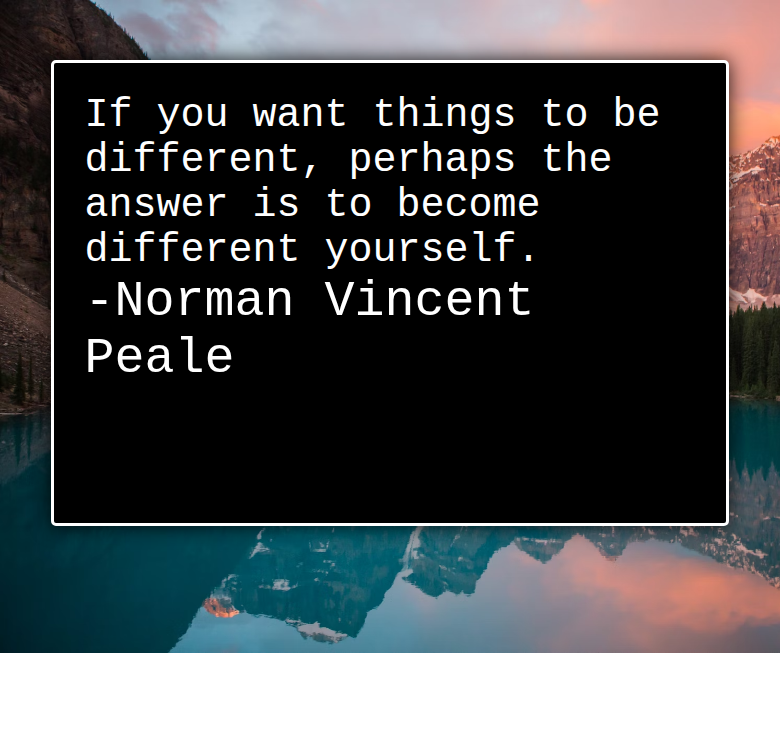 If you want things to be
different, perhaps the
answer is to become
different yourself.
-Norman Vincent
Peale